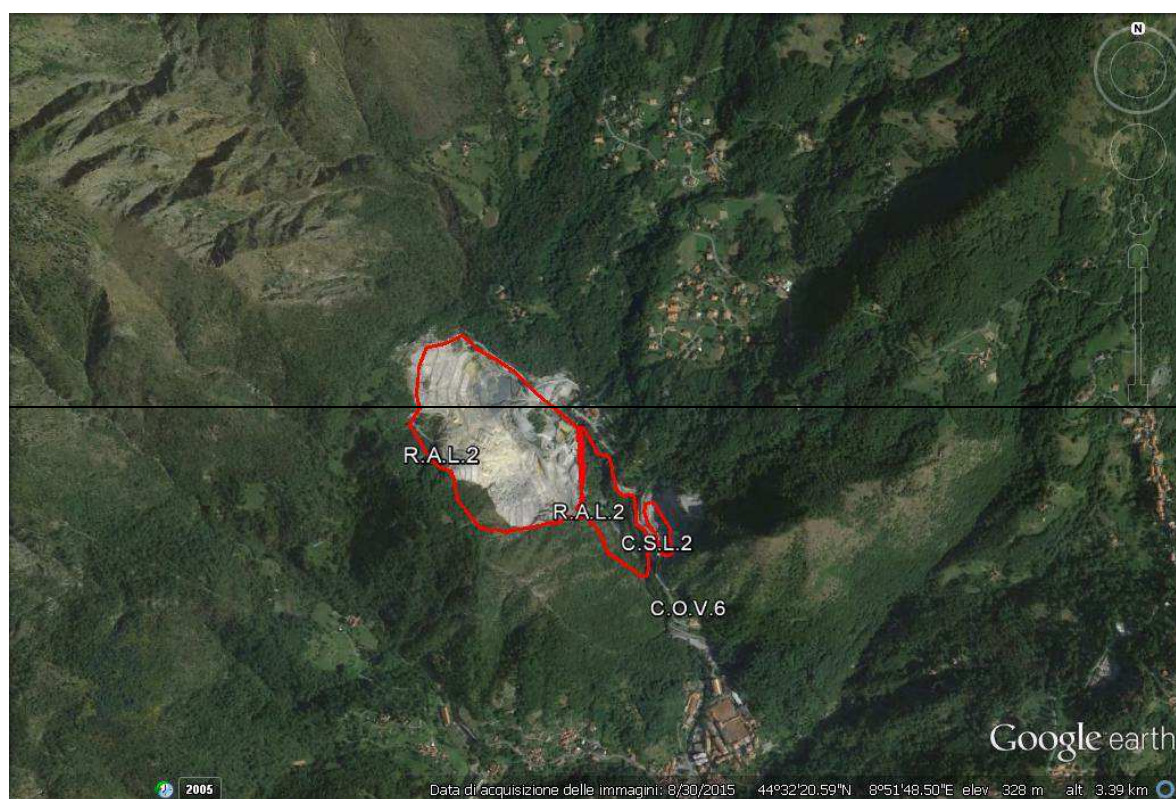 N
R.A.L.2
R.A.L.2
C.S.L.2
C.O.V.6
Google earth
2005
Data di acquisizione delle immagini: 8/30/2015 44°32'20.59"N 8°51'48.50"E elev 328 m alt 3.39 km